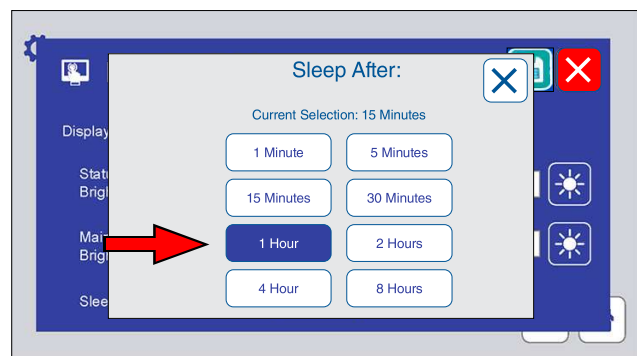 Sleep After:
Current Selection: 15 Minutes
Display
1 Minute
5 Minutes
15 Minutes
30 Minutes
1 Hour
2 Hours
4 Hour
8 Hours